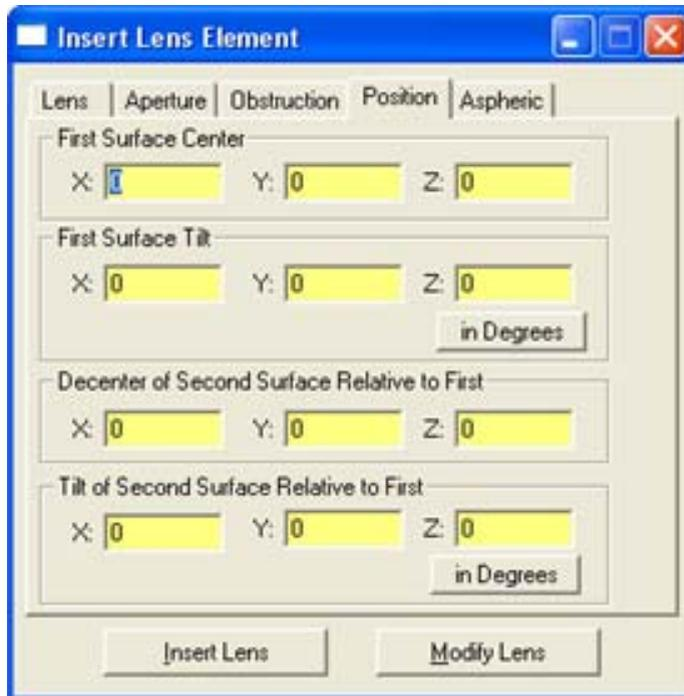 Insert Lens Element
Lens Aperture Obstruction Position Aspheric
First Surface Center
X: 0 Y: 0 Z: 0
First Surface Tilt
X: 0 Y: 0 Z: 0
in Degrees
Decenter of Second Surface Relative to First
X: 0 Y: 0 Z: 0
Tilt of Second Surface Relative to First
X: 0 Y: 0 Z: 0
in Degrees
Insert Lens Modify Lens